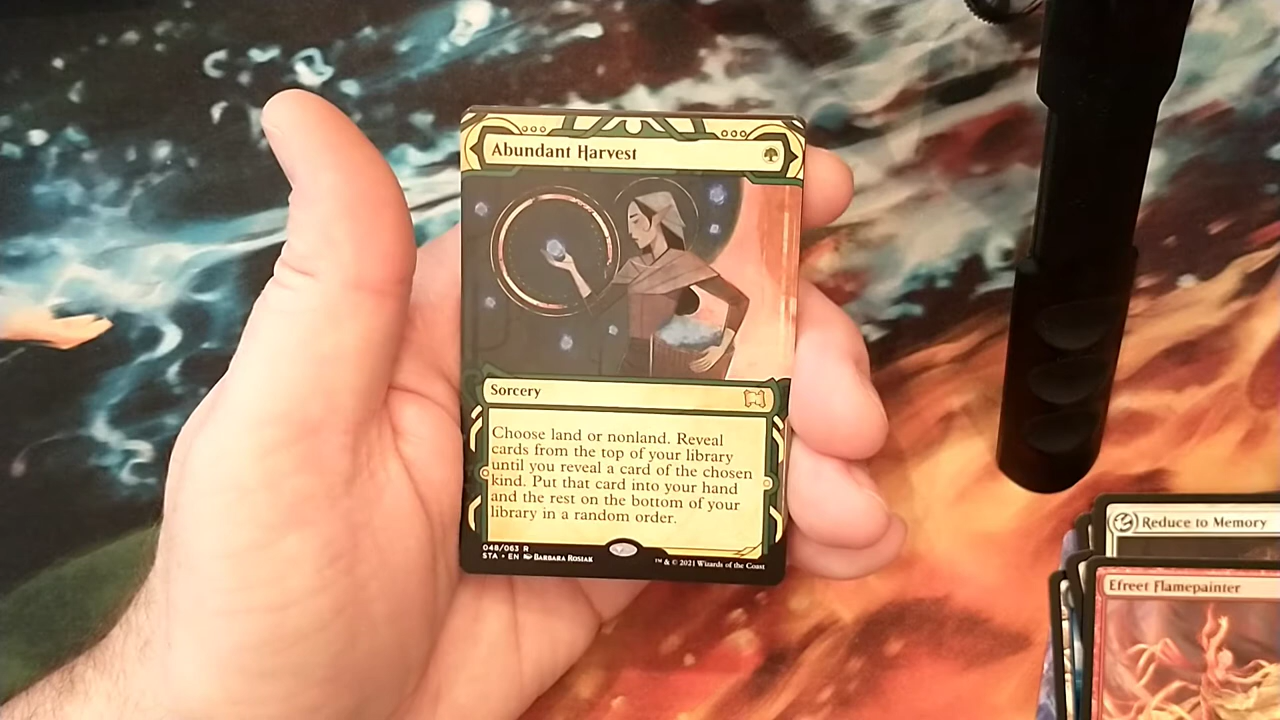 Abundant Harvest
Sorcery
Choose land or nonland. Reveal
cards from the top of your library
until you reveal a card of the chosen
kind. Put that card into your hand
and the rest on the bottom of your
library in a random order.
048/063 R
STA • EN Barbara Rosiak
™ & © 2021 Wizards of the Coast
Reduce to Memory
Efreet Flamepainter